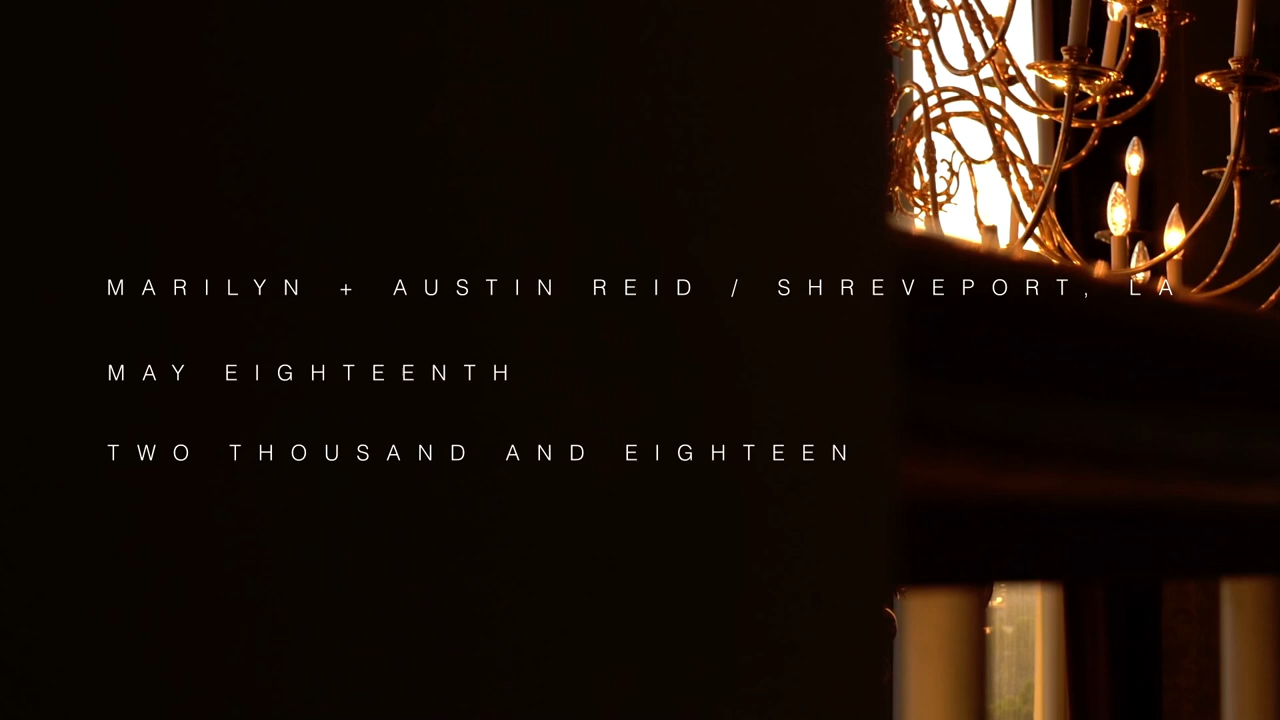 MARILYN + AUSTIN REID / SHREVEPORT, LA
MAY EIGHTEENTH
TWO THOUSAND AND EIGHTEEN